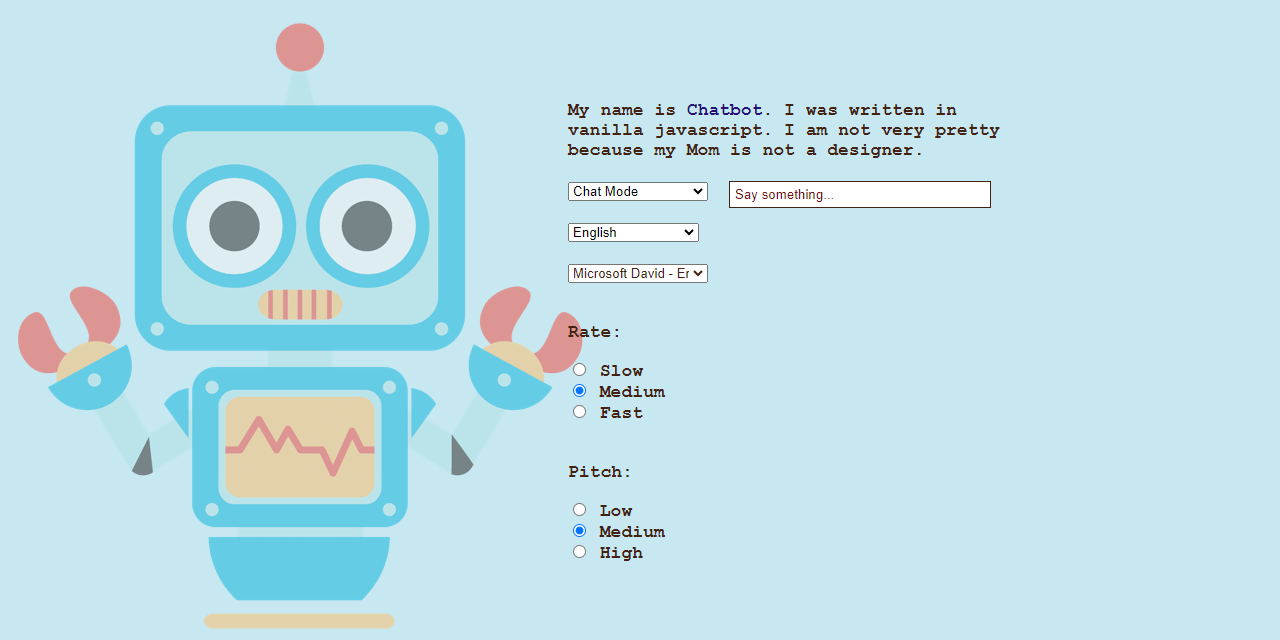 My name is Chatbot. I was written in
vanilla javascript. I am not very pretty
because my Mom is not a designer.
Chat Mode
Say something...
English
Microsoft David - Er
Rate:
Slow
Medium
Fast
Pitch:
Low
Medium
High